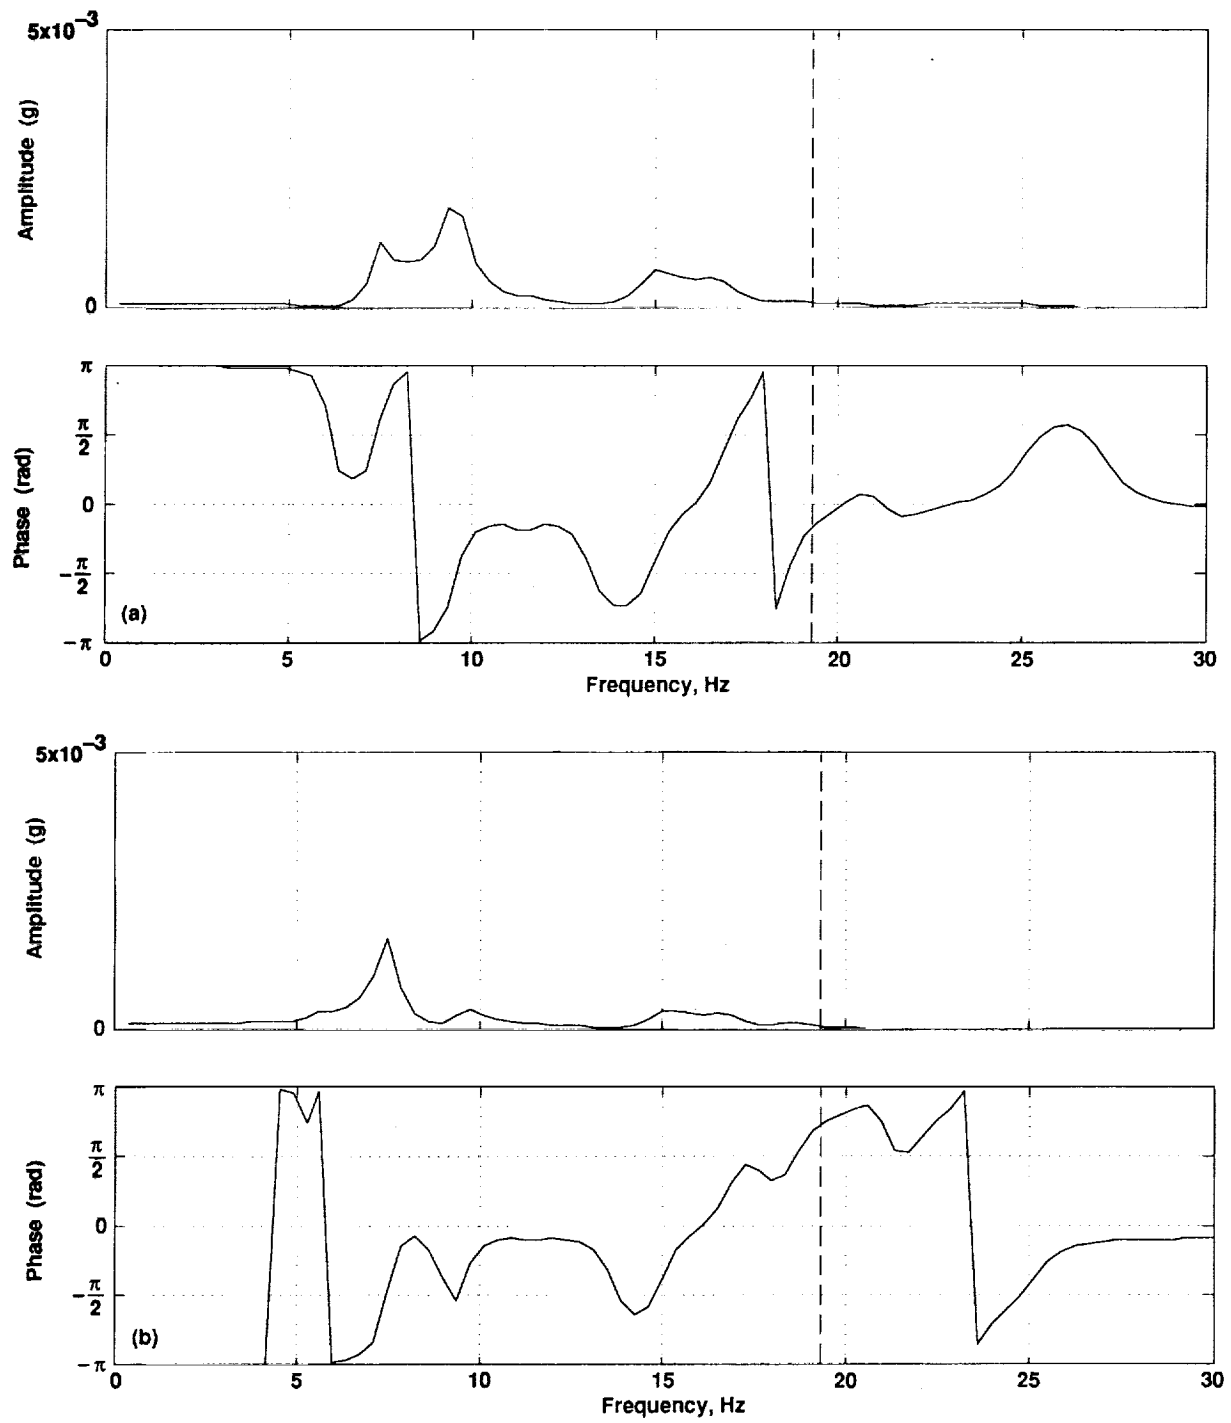 5x10⁻³
Amplitude (g)
0
π
π/2
Phase (rad)
0
−π/2
(a)
−π
0 5 10 15 20 25 30
Frequency, Hz
5x10⁻³
Amplitude (g)
0
π
π/2
Phase (rad)
0
−π/2
(b)
−π
0 5 10 15 20 25 30
Frequency, Hz